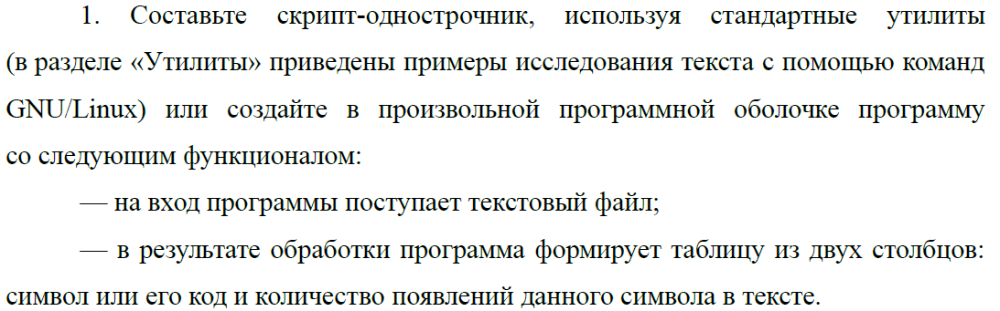 1. Составьте скрипт-однострочник, используя стандартные утилиты
(в разделе «Утилиты» приведены примеры исследования текста с помощью команд
GNU/Linux) или создайте в произвольной программной оболочке программу
со следующим функционалом:
— на вход программы поступает текстовый файл;
— в результате обработки программа формирует таблицу из двух столбцов:
символ или его код и количество появлений данного символа в тексте.